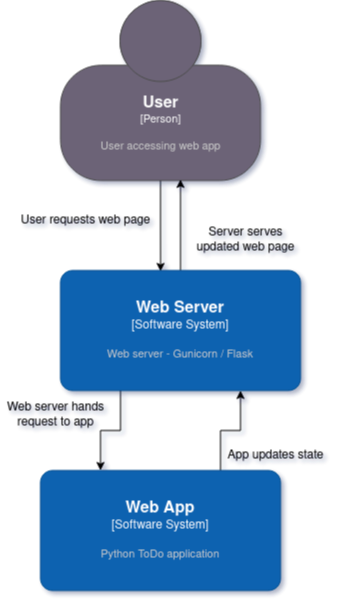 User
[Person]
User accessing web app
User requests web page
Server serves
updated web page
Web Server
[Software System]
Web server - Gunicorn / Flask
Web server hands
request to app
App updates state
Web App
[Software System]
Python ToDo application